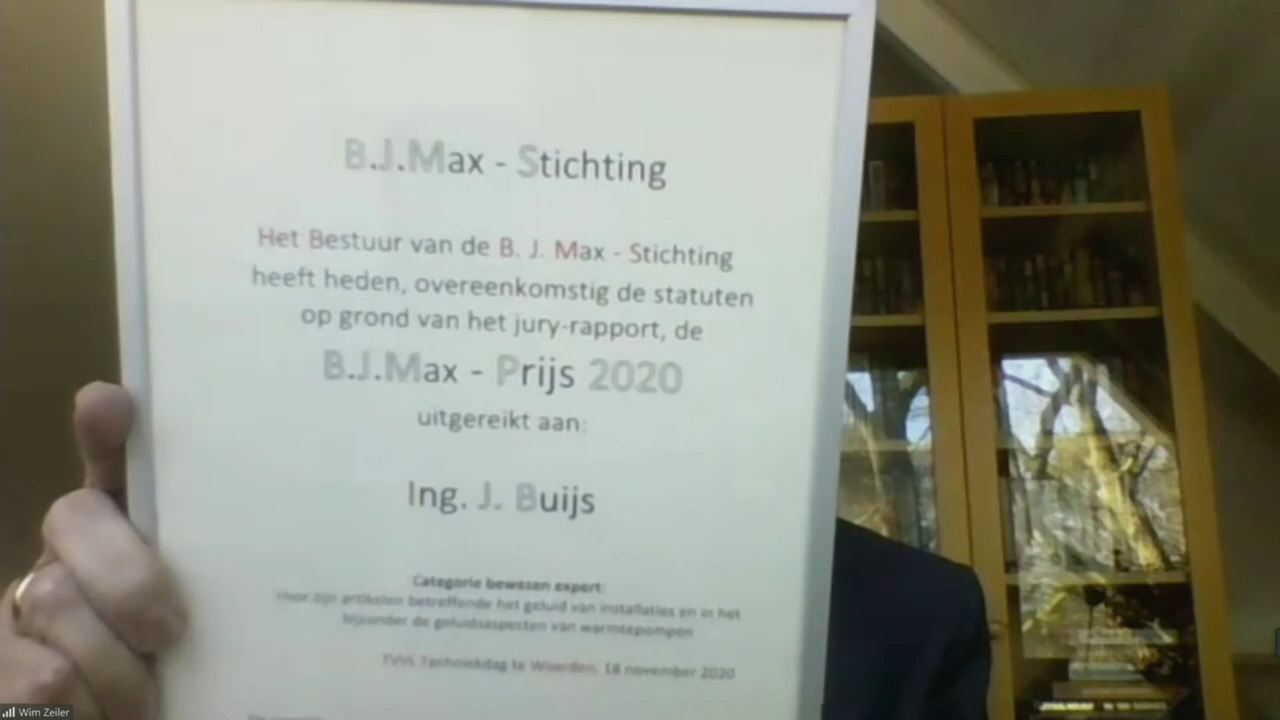 B.J.Max - Stichting
Het Bestuur van de B. J. Max - Stichting
heeft heden, overeenkomstig de statuten
op grond van het jury-rapport, de
B.J.Max - Prijs 2020
uitgereikt aan:
Ing. J. Buijs
Categorie bewezen expert:
Voor zijn artikelen betreffende het geluid van installaties en in het
bijzonder de geluidsaspecten van warmtepompen
TVVL Techniekdag te Woerden, 18 november 2020
Wim Zeiler